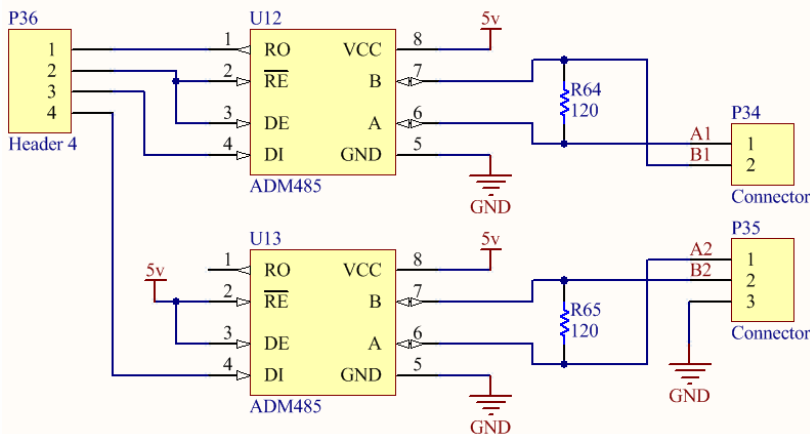 P36
1
2
3
4
Header 4
U12
1 RO VCC 8 5v
2 RE B 7
3 DE A 6
4 DI GND 5
ADM485
GND
R64
120
P34
A1 1
B1 2
Connector
U13
1 RO VCC 8 5v
5v 2 RE B 7
3 DE A 6
4 DI GND 5
ADM485
GND
R65
120
P35
A2 1
B2 2
3
Connector
GND